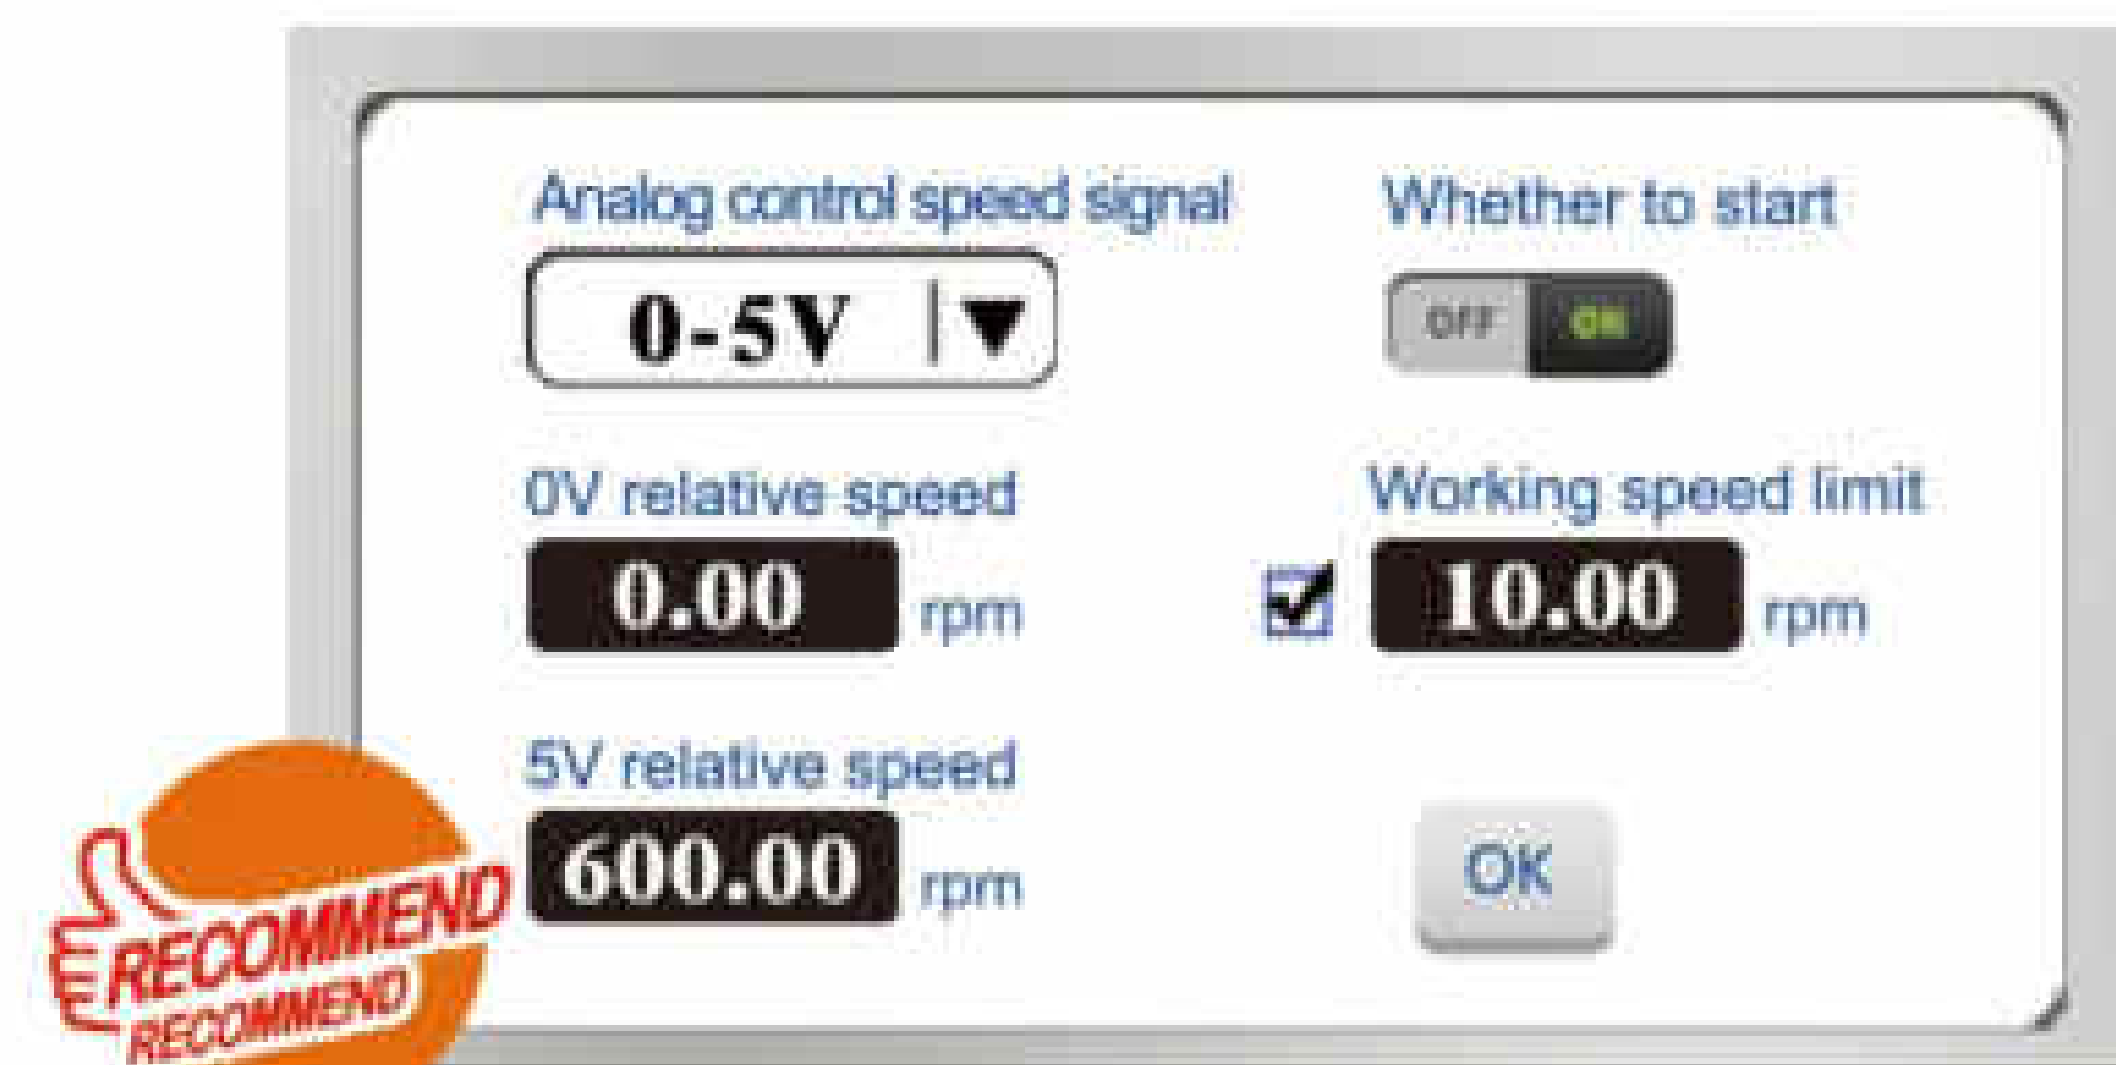 Analog control speed signal
Whether to start
0-5V
OFF ON
0V relative speed
Working speed limit
0.00 rpm
10.00 rpm
5V relative speed
600.00 rpm
OK
RECOMMEND
RECOMMEND